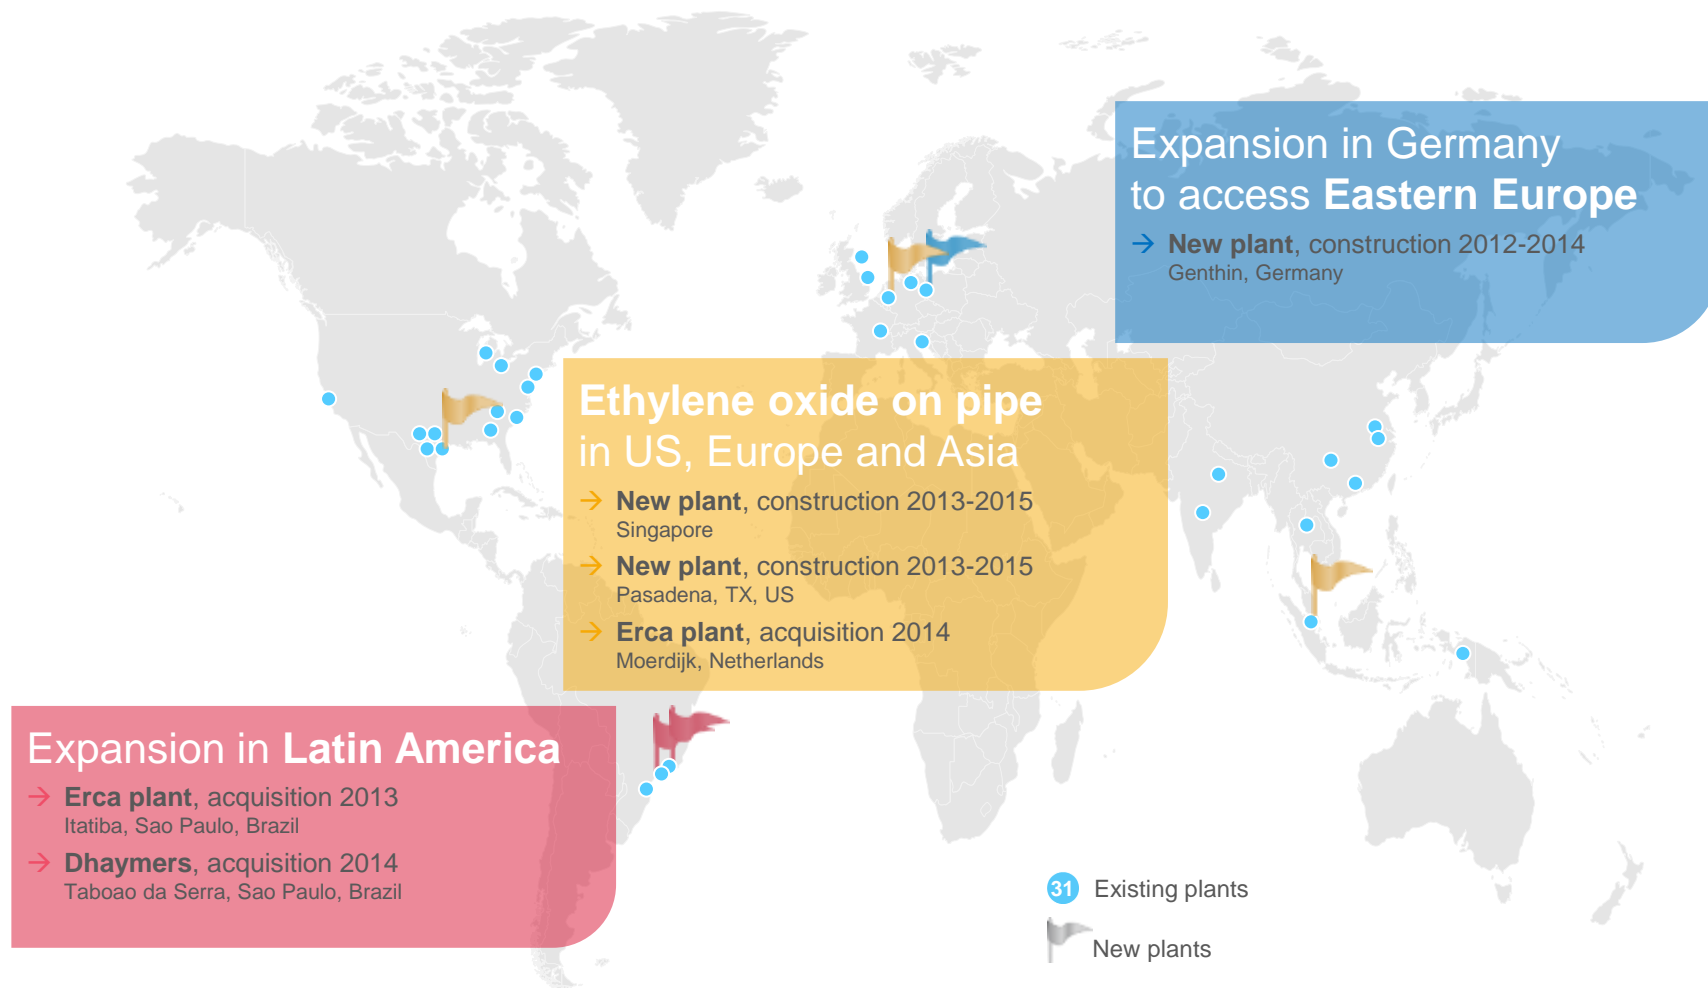 Expansion in Germany
to access Eastern Europe
→ New plant, construction 2012-2014
Genthin, Germany
Ethylene oxide on pipe
in US, Europe and Asia
→ New plant, construction 2013-2015
Singapore
→ New plant, construction 2013-2015
Pasadena, TX, US
→ Erca plant, acquisition 2014
Moerdijk, Netherlands
Expansion in Latin America
→ Erca plant, acquisition 2013
Itatiba, Sao Paulo, Brazil
→ Dhaymers, acquisition 2014
Taboao da Serra, Sao Paulo, Brazil
31 Existing plants
New plants